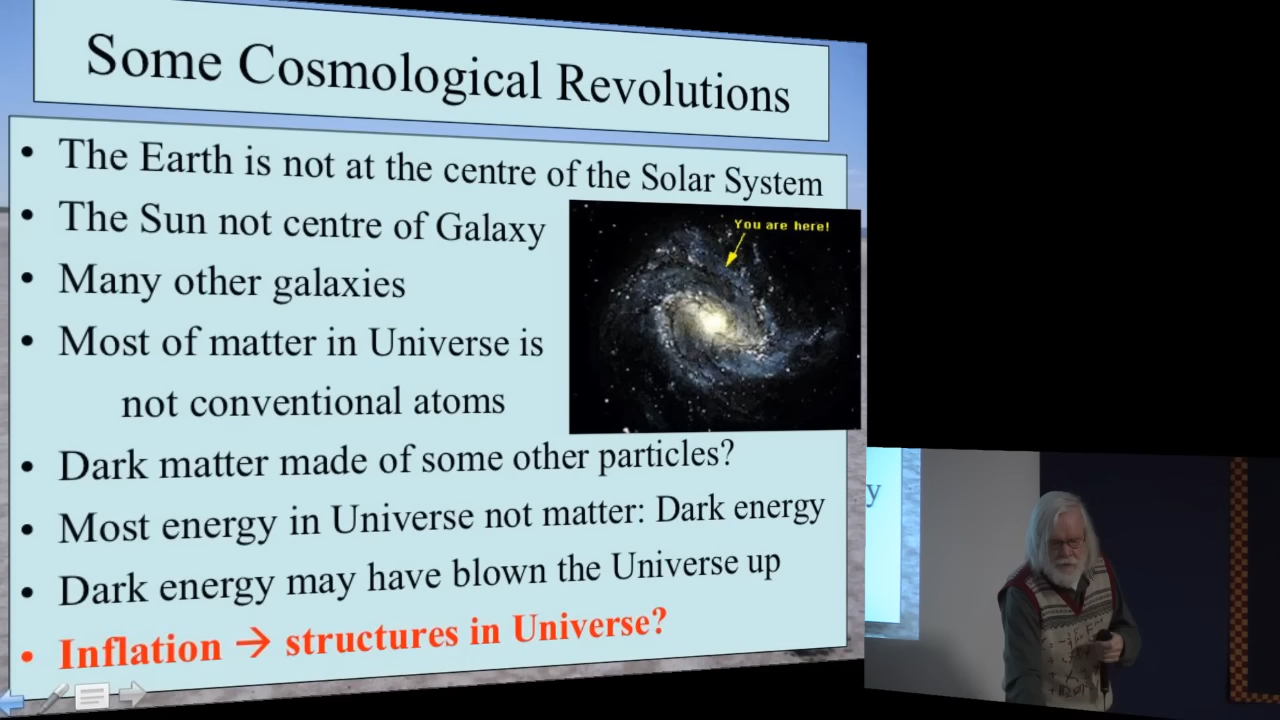 Some Cosmological Revolutions
• The Earth is not at the centre of the Solar System
• The Sun not centre of Galaxy
You are here!
• Many other galaxies
• Most of matter in Universe is
not conventional atoms
• Dark matter made of some other particles?
• Most energy in Universe not matter: Dark energy
• Dark energy may have blown the Universe up
• Inflation → structures in Universe?
y